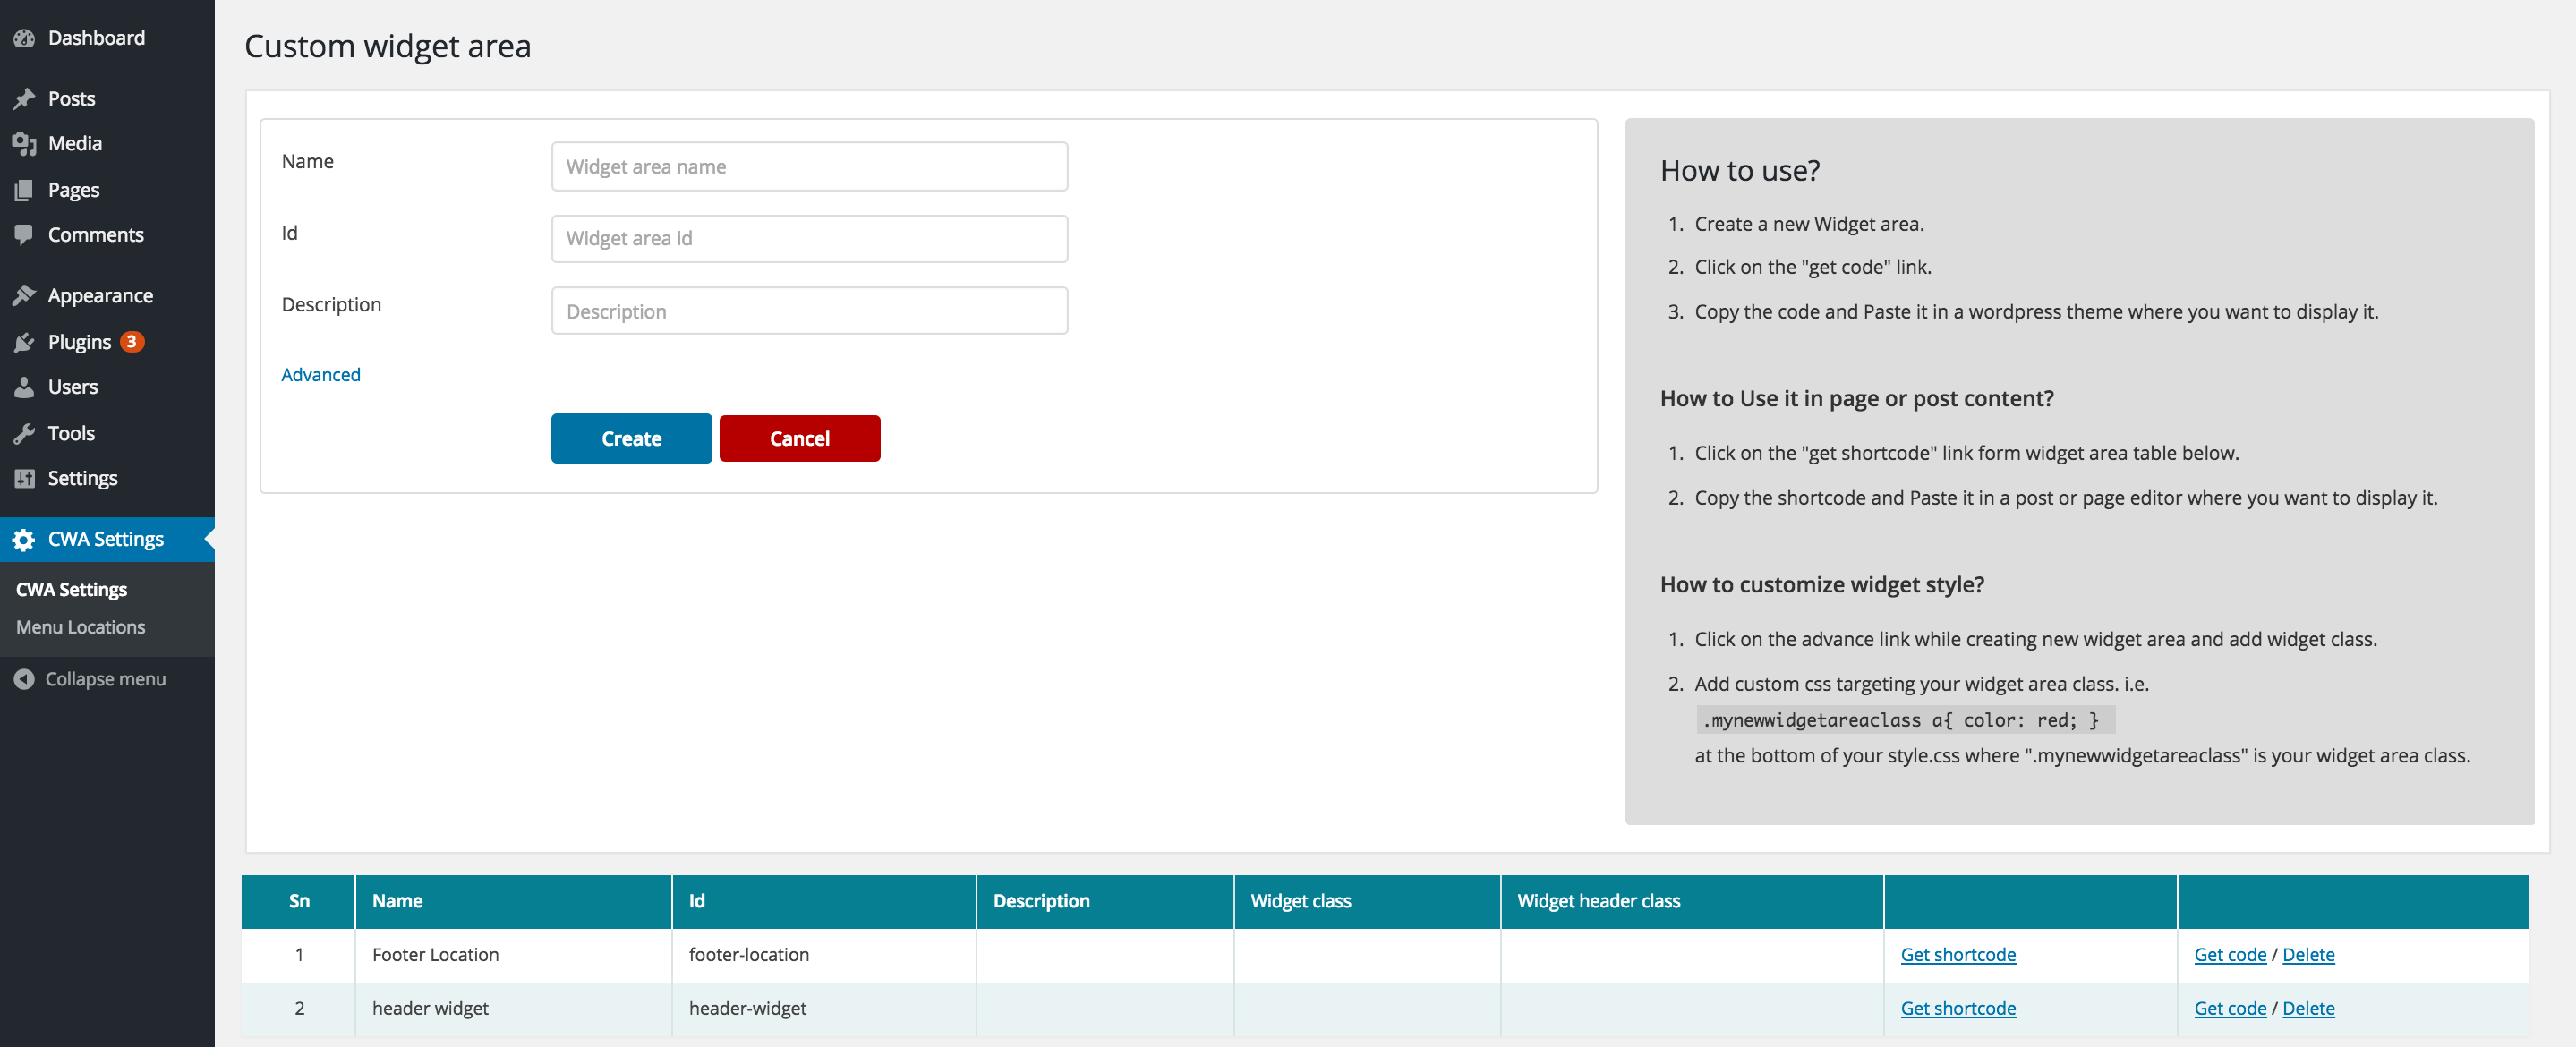 Dashboard
Posts
Media
Pages
Comments
Appearance
Plugins 3
Users
Tools
Settings
CWA Settings
CWA Settings
Menu Locations
Collapse menu
Custom widget area
Name
Widget area name
Id
Widget area id
Description
Description
Advanced
Create Cancel
How to use?
1. Create a new Widget area.
2. Click on the "get code" link.
3. Copy the code and Paste it in a wordpress theme where you want to display it.
How to Use it in page or post content?
1. Click on the "get shortcode" link form widget area table below.
2. Copy the shortcode and Paste it in a post or page editor where you want to display it.
How to customize widget style?
1. Click on the advance link while creating new widget area and add widget class.
2. Add custom css targeting your widget area class. i.e.
.mynewwidgetareaclass a{ color: red; }
at the bottom of your style.css where ".mynewwidgetareaclass" is your widget area class.
Sn Name Id Description Widget class Widget header class
1 Footer Location footer-location Get shortcode Get code / Delete
2 header widget header-widget Get shortcode Get code / Delete